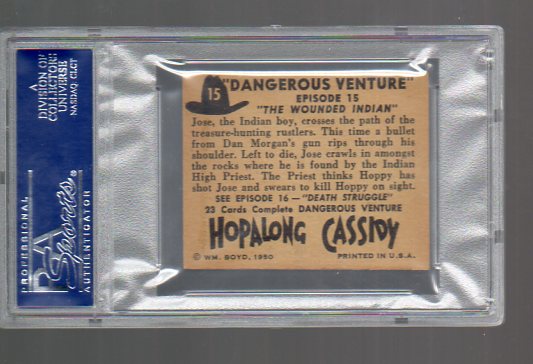 15
"DANGEROUS VENTURE"
EPISODE 15
"THE WOUNDED INDIAN"
Jose, the Indian boy, crosses the path of the
treasure-hunting rustlers. This time a bullet
from Dan Morgan's gun rips through his
shoulder. Left to die, Jose crawls in amongst
the rocks where he is found by the Indian
High Priest. The Priest thinks Hoppy has
shot Jose and swears to kill Hoppy on sight.
SEE EPISODE 16 — "DEATH STRUGGLE"
23 Cards Complete DANGEROUS VENTURE
HOPALONG CASSIDY
© WM. BOYD, 1950 PRINTED IN U.S.A.
PROFESSIONAL
PSA
Sports®
AUTHENTICATOR
A
DIVISION OF
COLLECTORS
UNIVERSE
NASDAQ: CLCT